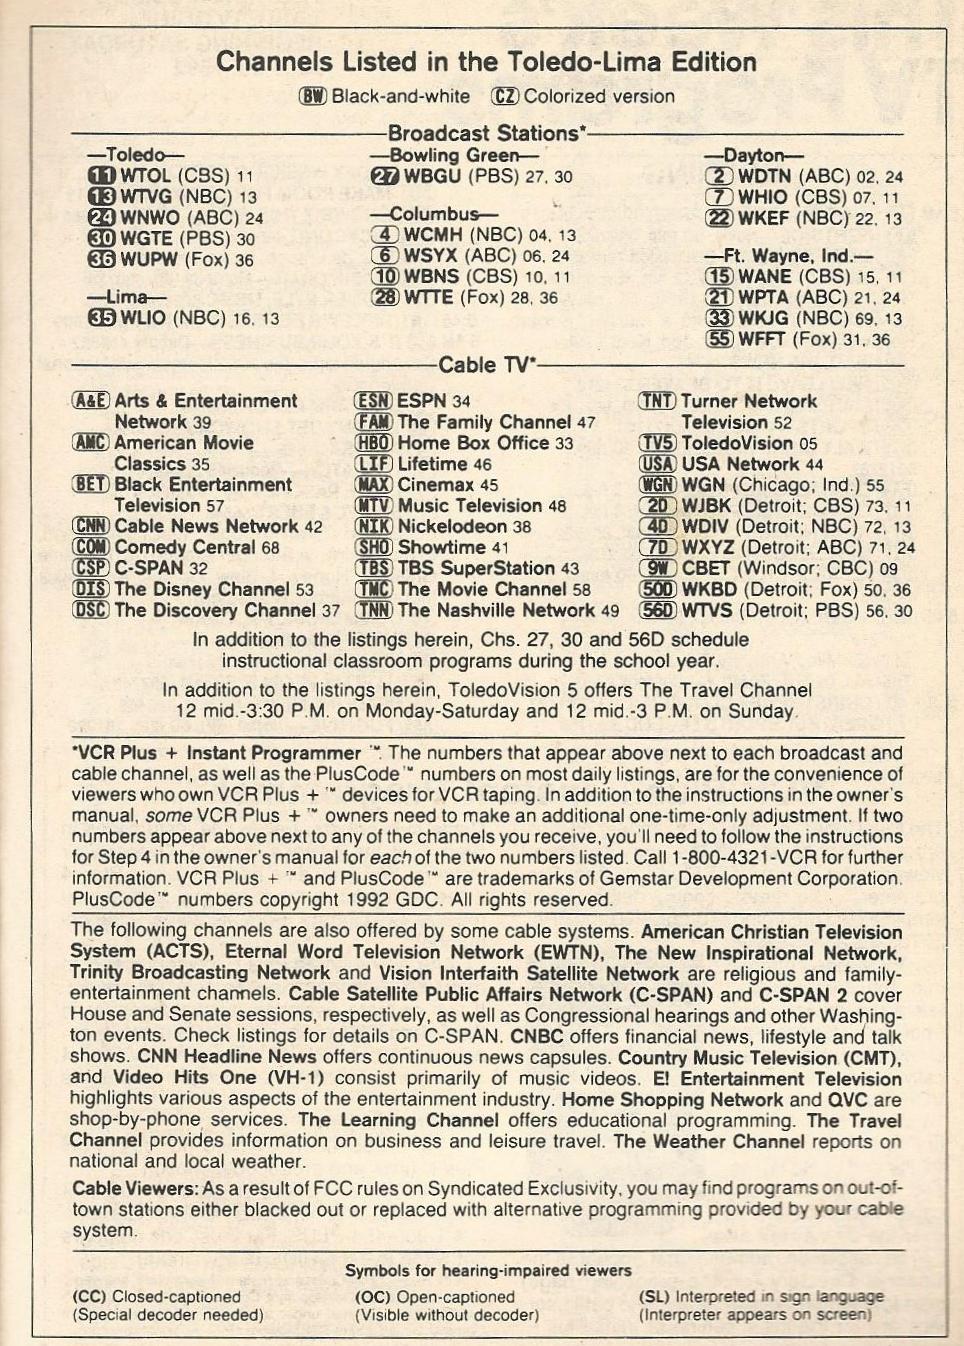 Channels Listed in the Toledo-Lima Edition
BW Black-and-white CZ Colorized version
Broadcast Stations*
—Toledo—
11 WTOL (CBS) 11
13 WTVG (NBC) 13
24 WNWO (ABC) 24
30 WGTE (PBS) 30
36 WUPW (Fox) 36
—Lima—
35 WLIO (NBC) 16, 13
—Bowling Green—
27 WBGU (PBS) 27, 30
—Columbus—
4 WCMH (NBC) 04, 13
6 WSYX (ABC) 06, 24
10 WBNS (CBS) 10, 11
28 WTTE (Fox) 28, 36
—Dayton—
2 WDTN (ABC) 02, 24
7 WHIO (CBS) 07, 11
22 WKEF (NBC) 22, 13
—Ft. Wayne, Ind.—
15 WANE (CBS) 15, 11
21 WPTA (ABC) 21, 24
33 WKJG (NBC) 69, 13
55 WFFT (Fox) 31, 36
Cable TV*
A&E Arts & Entertainment
Network 39
AMC American Movie
Classics 35
BET Black Entertainment
Television 57
CNN Cable News Network 42
COM Comedy Central 68
CSP C-SPAN 32
DIS The Disney Channel 53
DSC The Discovery Channel 37
ESN ESPN 34
FAM The Family Channel 47
HBO Home Box Office 33
LIF Lifetime 46
MAX Cinemax 45
MTV Music Television 48
NIK Nickelodeon 38
SHO Showtime 41
TBS TBS SuperStation 43
TMC The Movie Channel 58
TNN The Nashville Network 49
TNT Turner Network
Television 52
TV5 ToledoVision 05
USA USA Network 44
WGN WGN (Chicago; Ind.) 55
2D WJBK (Detroit; CBS) 73, 11
4D WDIV (Detroit; NBC) 72, 13
7D WXYZ (Detroit; ABC) 71, 24
9W CBET (Windsor; CBC) 09
50D WKBD (Detroit; Fox) 50, 36
56D WTVS (Detroit; PBS) 56, 30
In addition to the listings herein, Chs. 27, 30 and 56D schedule
instructional classroom programs during the school year.
In addition to the listings herein, ToledoVision 5 offers The Travel Channel
12 mid.-3:30 P.M. on Monday-Saturday and 12 mid.-3 P.M. on Sunday.
*VCR Plus + Instant Programmer ™. The numbers that appear above next to each broadcast and
cable channel, as well as the PlusCode™ numbers on most daily listings, are for the convenience of
viewers who own VCR Plus + ™ devices for VCR taping. In addition to the instructions in the owner's
manual, some VCR Plus + ™ owners need to make an additional one-time-only adjustment. If two
numbers appear above next to any of the channels you receive, you'll need to follow the instructions
for Step 4 in the owner's manual for each of the two numbers listed. Call 1-800-4321-VCR for further
information. VCR Plus + ™ and PlusCode™ are trademarks of Gemstar Development Corporation.
PlusCode™ numbers copyright 1992 GDC. All rights reserved.
The following channels are also offered by some cable systems. American Christian Television
System (ACTS), Eternal Word Television Network (EWTN), The New Inspirational Network,
Trinity Broadcasting Network and Vision Interfaith Satellite Network are religious and family-
entertainment channels. Cable Satellite Public Affairs Network (C-SPAN) and C-SPAN 2 cover
House and Senate sessions, respectively, as well as Congressional hearings and other Washing-
ton events. Check listings for details on C-SPAN. CNBC offers financial news, lifestyle and talk
shows. CNN Headline News offers continuous news capsules. Country Music Television (CMT),
and Video Hits One (VH-1) consist primarily of music videos. E! Entertainment Television
highlights various aspects of the entertainment industry. Home Shopping Network and QVC are
shop-by-phone services. The Learning Channel offers educational programming. The Travel
Channel provides information on business and leisure travel. The Weather Channel reports on
national and local weather.
Cable Viewers: As a result of FCC rules on Syndicated Exclusivity, you may find programs on out-of-
town stations either blacked out or replaced with alternative programming provided by your cable
system.
Symbols for hearing-impaired viewers
(CC) Closed-captioned
(Special decoder needed)
(OC) Open-captioned
(Visible without decoder)
(SL) Interpreted in sign language
(Interpreter appears on screen)